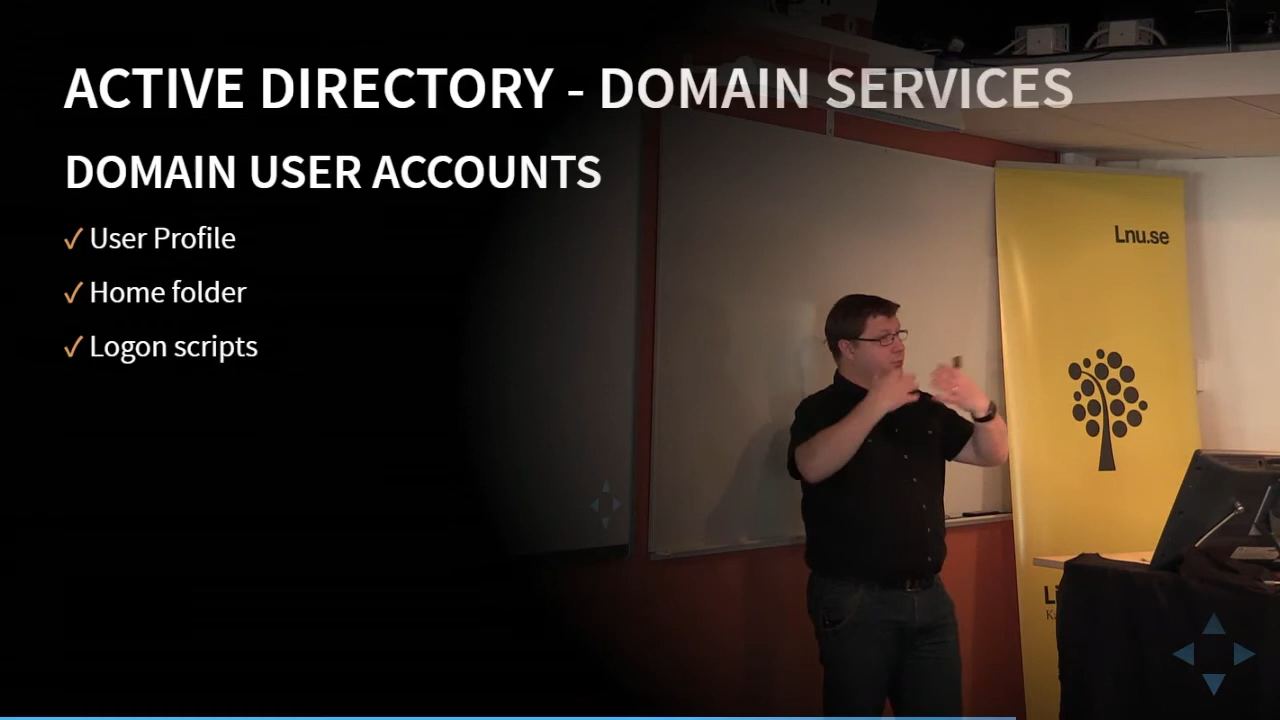 ACTIVE DIRECTORY - DOMAIN SERVICES
DOMAIN USER ACCOUNTS
✓ User Profile
✓ Home folder
✓ Logon scripts
Lnu.se